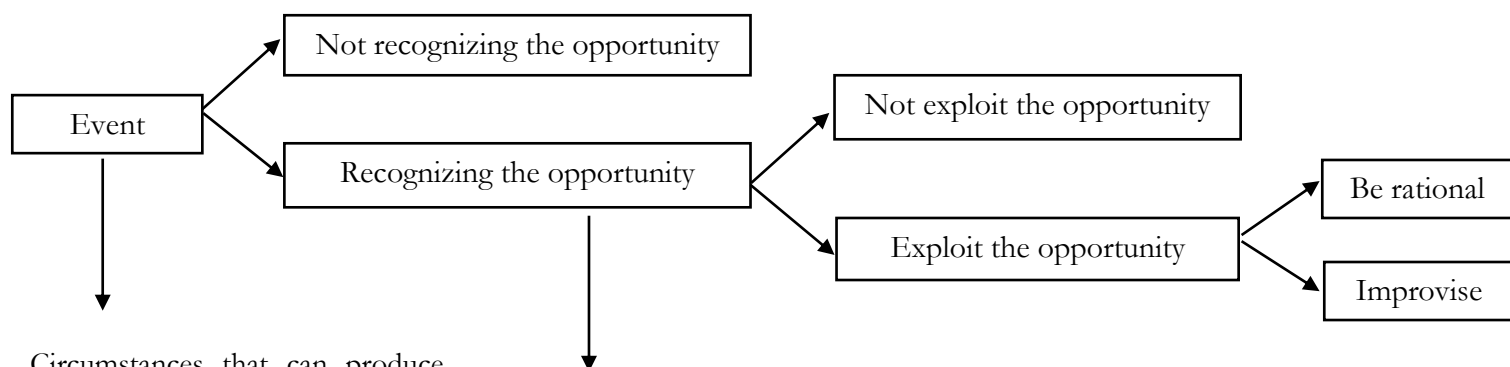 Not recognizing the opportunity
Event
Not exploit the opportunity
Recognizing the opportunity
Be rational
Exploit the opportunity
Improvise
Circumstances that can produce